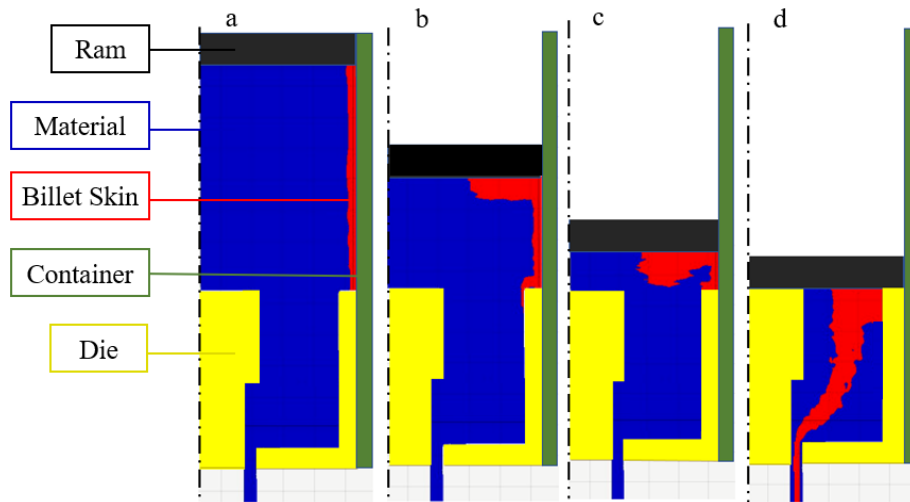 a
b
c
d
Ram
Material
Billet Skin
Container
Die